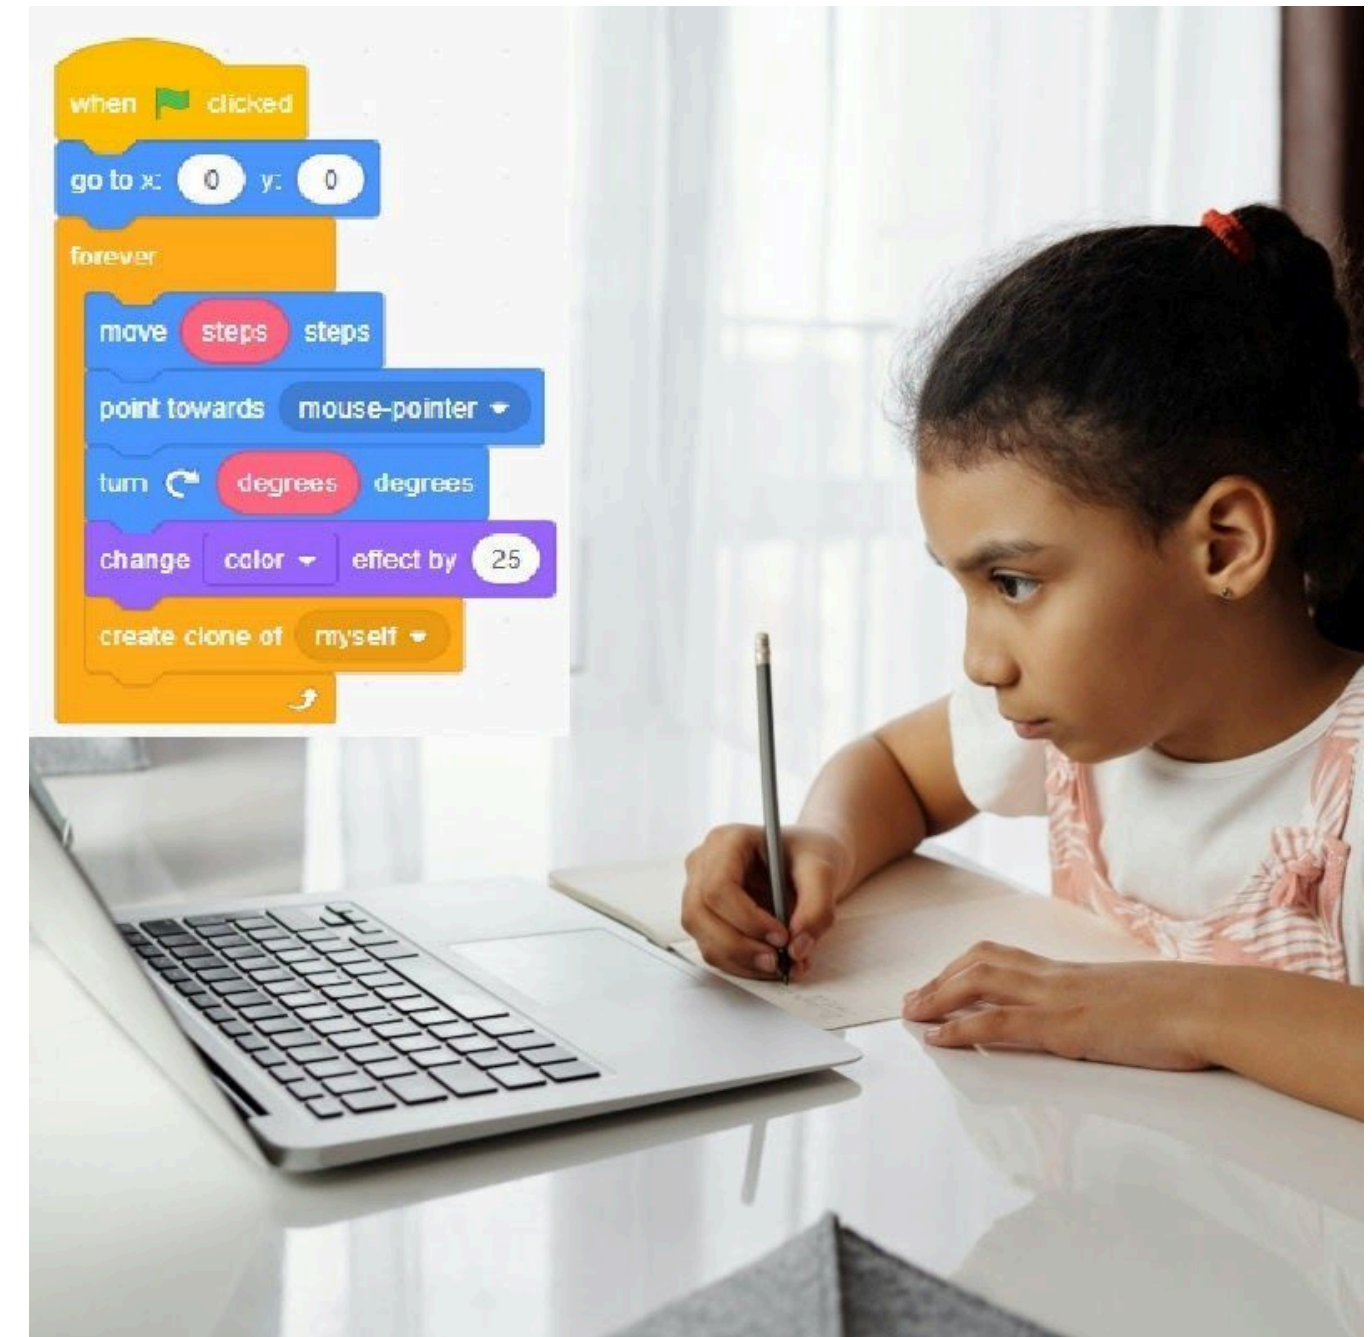 when clicked
go to x: 0 y: 0
forever
move steps steps
point towards mouse-pointer
turn degrees degrees
change color effect by 25
create clone of myself